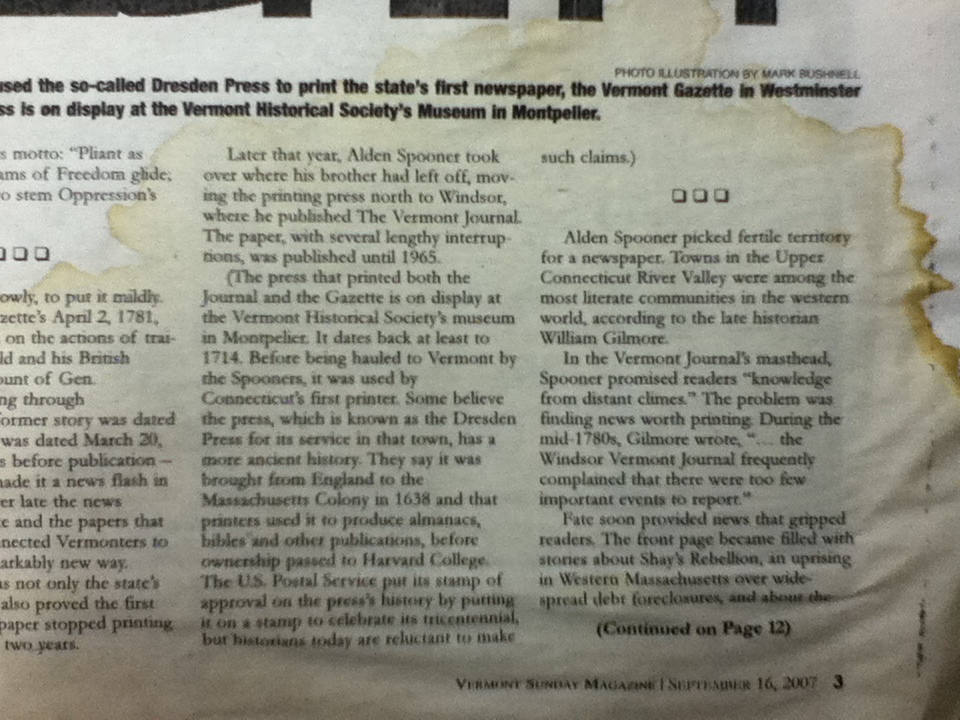 PHOTO ILLUSTRATION BY MARK BUSHNELL
used the so-called Dresden Press to print the state's first newspaper, the Vermont Gazette in Westminster
ss is on display at the Vermont Historical Society's Museum in Montpelier.
s motto: "Pliant as
ams of Freedom glide;
o stem Oppression's
owly, to put it mildly.
zette's April 2, 1781,
on the actions of trai-
ld and his British
ount of Gen.
ng through
ormer story was dated
was dated March 20,
s before publication —
nade it a news flash in
er late the news
e and the papers that
nected Vermonters to
arkably new way.
s not only the state's
also proved the first
paper stopped printing
two years.
Later that year, Alden Spooner took
over where his brother had left off, mov-
ing the printing press north to Windsor,
where he published The Vermont Journal.
The paper, with several lengthy interrup-
tions, was published until 1965.
(The press that printed both the
Journal and the Gazette is on display at
the Vermont Historical Society's museum
in Montpelier. It dates back at least to
1714. Before being hauled to Vermont by
the Spooners, it was used by
Connecticut's first printer. Some believe
the press, which is known as the Dresden
Press for its service in that town, has a
more ancient history. They say it was
brought from England to the
Massachusetts Colony in 1638 and that
printers used it to produce almanacs,
bibles and other publications, before
ownership passed to Harvard College.
The U.S. Postal Service put its stamp of
approval on the press's history by putting
it on a stamp to celebrate its tricentennial,
but historians today are reluctant to make
such claims.)
Alden Spooner picked fertile territory
for a newspaper. Towns in the Upper
Connecticut River Valley were among the
most literate communities in the western
world, according to the late historian
William Gilmore.
In the Vermont Journal's masthead,
Spooner promised readers "knowledge
from distant climes." The problem was
finding news worth printing. During the
mid-1780s, Gilmore wrote, "... the
Windsor Vermont Journal frequently
complained that there were too few
important events to report."
Fate soon provided news that gripped
readers. The front page became filled with
stories about Shay's Rebellion, an uprising
in Western Massachusetts over wide-
spread debt foreclosures, and about the
(Continued on Page 12)
VERMONT SUNDAY MAGAZINE | SEPTEMBER 16, 2007 3